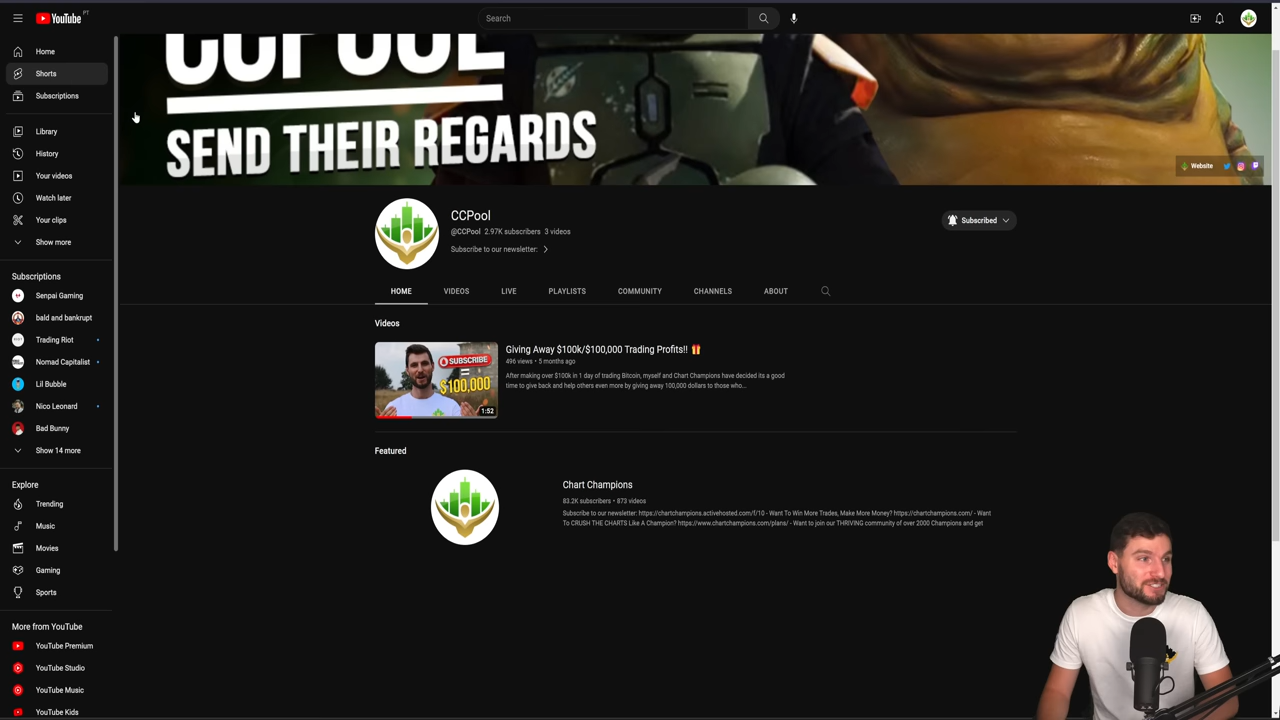 YouTube PT
Search
Home
Shorts
Subscriptions
Library
History
Your videos
Watch later
Your clips
Show more
Subscriptions
Senpai Gaming
bald and bankrupt
Trading Riot
Nomad Capitalist
Lil Bubble
Nico Leonard
Bad Bunny
Show 14 more
Explore
Trending
Music
Movies
Gaming
Sports
More from YouTube
YouTube Premium
YouTube Studio
YouTube Music
YouTube Kids
CCPOOL
SEND THEIR REGARDS
Website
CCPool
@CCPool 2.97K subscribers 3 videos
Subscribe to our newsletter:
Subscribed
HOME VIDEOS LIVE PLAYLISTS COMMUNITY CHANNELS ABOUT
Videos
SUBSCRIBE
=
$100,000
1:52
Giving Away $100k/$100,000 Trading Profits!! 🎁
496 views • 5 months ago
After making over $100k in 1 day of trading Bitcoin, myself and Chart Champions have decided its a good
time to give back and help others even more by giving away 100,000 dollars to those who...
Featured
Chart Champions
83.2K subscribers • 873 videos
Subscribe to our newsletter: https://chartchampions.activehosted.com/f/10 - Want To Win More Trades, Make More Money? https://chartchampions.com/ - Want
To CRUSH THE CHARTS Like A Champion? https://www.chartchampions.com/plans/ - Want to join our THRIVING community of over 2000 Champions and get